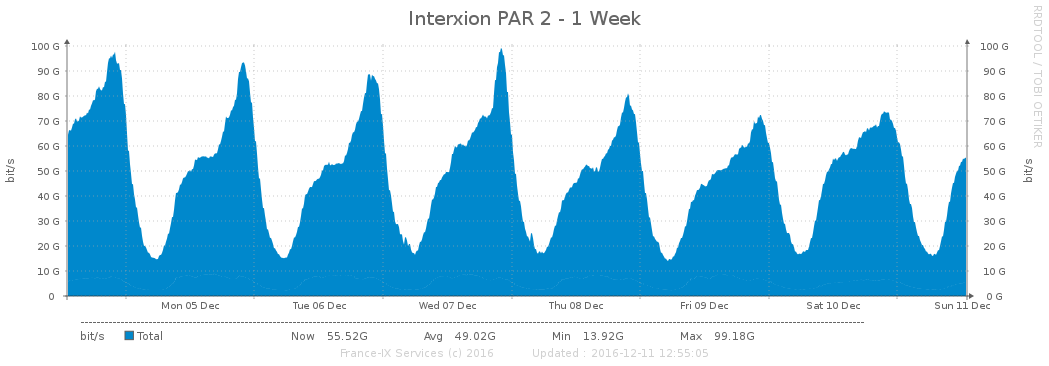 Interxion PAR 2 - 1 Week
RRDTOOL / TOBI OETIKER
bit/s
100 G
90 G
80 G
70 G
60 G
50 G
40 G
30 G
20 G
10 G
0
100 G
90 G
80 G
70 G
60 G
50 G
40 G
30 G
20 G
10 G
0 G
bit/s
Mon 05 Dec Tue 06 Dec Wed 07 Dec Thu 08 Dec Fri 09 Dec Sat 10 Dec Sun 11 Dec
bit/s Total Now 55.52G Avg 49.02G Min 13.92G Max 99.18G
France-IX Services (c) 2016 Updated : 2016-12-11 12:55:05